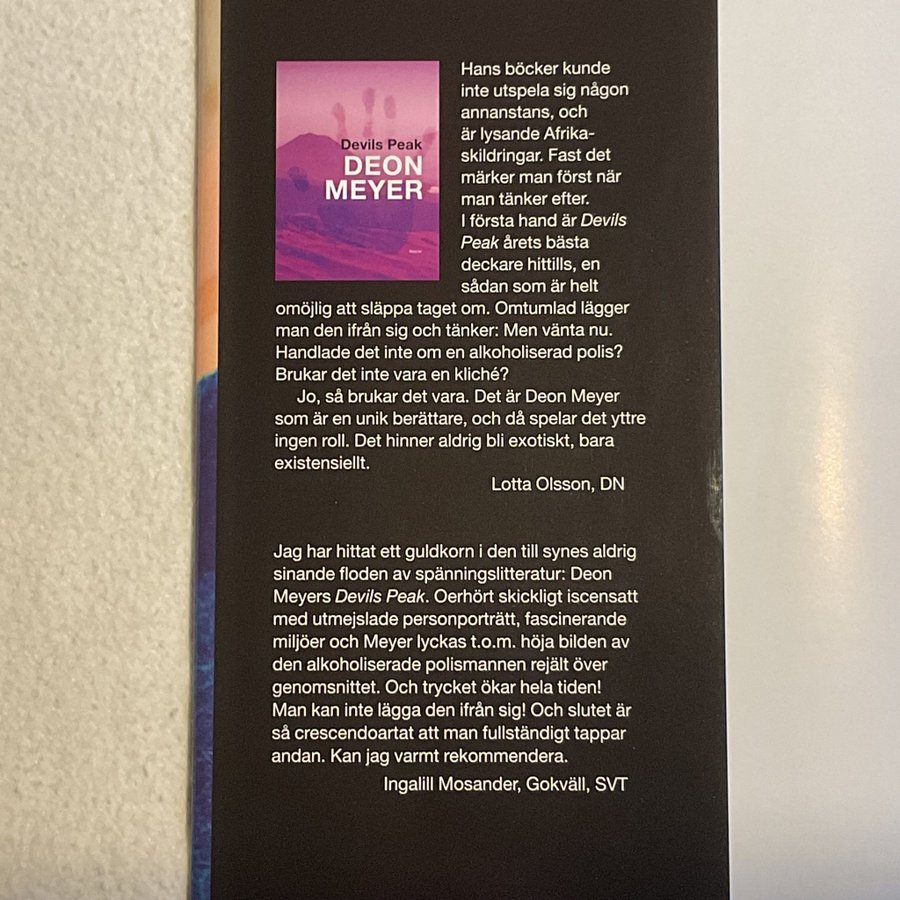 Devils Peak
DEON
MEYER
Hans böcker kunde
inte utspela sig någon
annanstans, och
är lysande Afrika-
skildringar. Fast det
märker man först när
man tänker efter.
I första hand är Devils
Peak årets bästa
deckare hittills, en
sådan som är helt
omöjlig att släppa taget om. Omtumlad lägger
man den ifrån sig och tänker: Men vänta nu.
Handlade det inte om en alkoholiserad polis?
Brukar det inte vara en kliché?
Jo, så brukar det vara. Det är Deon Meyer
som är en unik berättare, och då spelar det yttre
ingen roll. Det hinner aldrig bli exotiskt, bara
existensiellt.
Lotta Olsson, DN
Jag har hittat ett guldkorn i den till synes aldrig
sinande floden av spänningslitteratur: Deon
Meyers Devils Peak. Oerhört skickligt iscensatt
med utmejslade personporträtt, fascinerande
miljöer och Meyer lyckas t.o.m. höja bilden av
den alkoholiserade polismannen rejält över
genomsnittet. Och trycket ökar hela tiden!
Man kan inte lägga den ifrån sig! Och slutet är
så crescendoartat att man fullständigt tappar
andan. Kan jag varmt rekommendera.
Ingalill Mosander, Gokväll, SVT